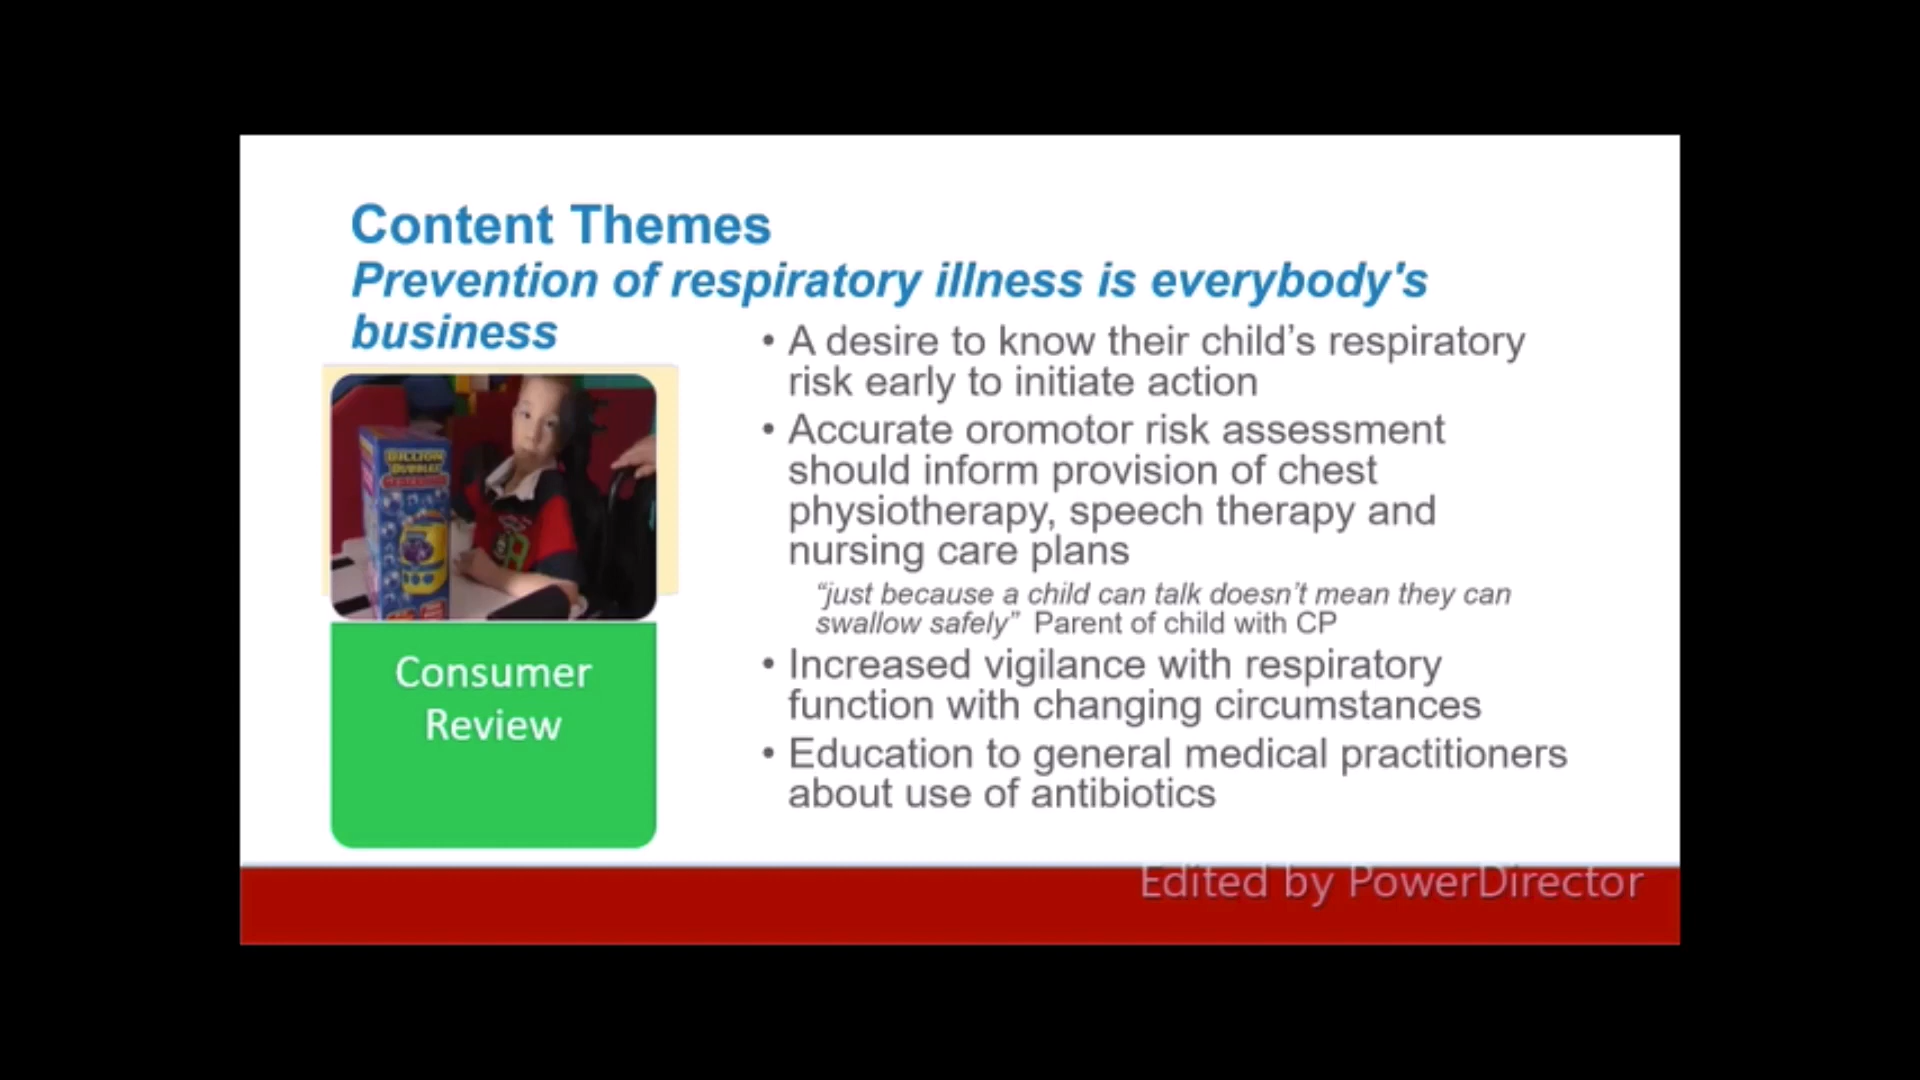 Content Themes
Prevention of respiratory illness is everybody's
business
• A desire to know their child’s respiratory
risk early to initiate action
• Accurate oromotor risk assessment
should inform provision of chest
physiotherapy, speech therapy and
nursing care plans
“just because a child can talk doesn’t mean they can
swallow safely” Parent of child with CP
• Increased vigilance with respiratory
function with changing circumstances
• Education to general medical practitioners
about use of antibiotics
BILLION
Consumer
Review
Edited by PowerDirector